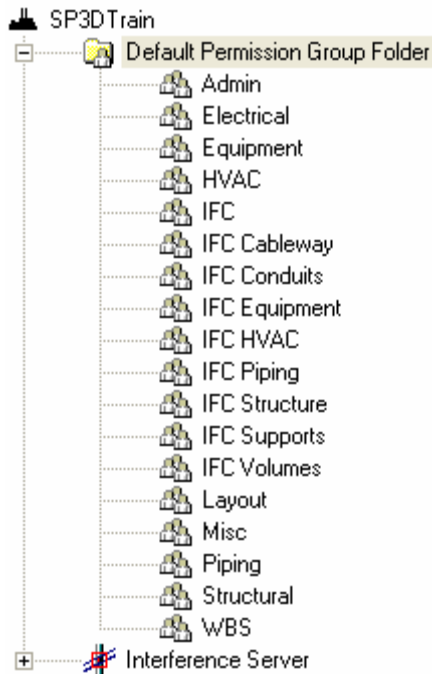 SP3DTrain
Default Permission Group Folder
Admin
Electrical
Equipment
HVAC
IFC
IFC Cableway
IFC Conduits
IFC Equipment
IFC HVAC
IFC Piping
IFC Structure
IFC Supports
IFC Volumes
Layout
Misc
Piping
Structural
WBS
Interference Server